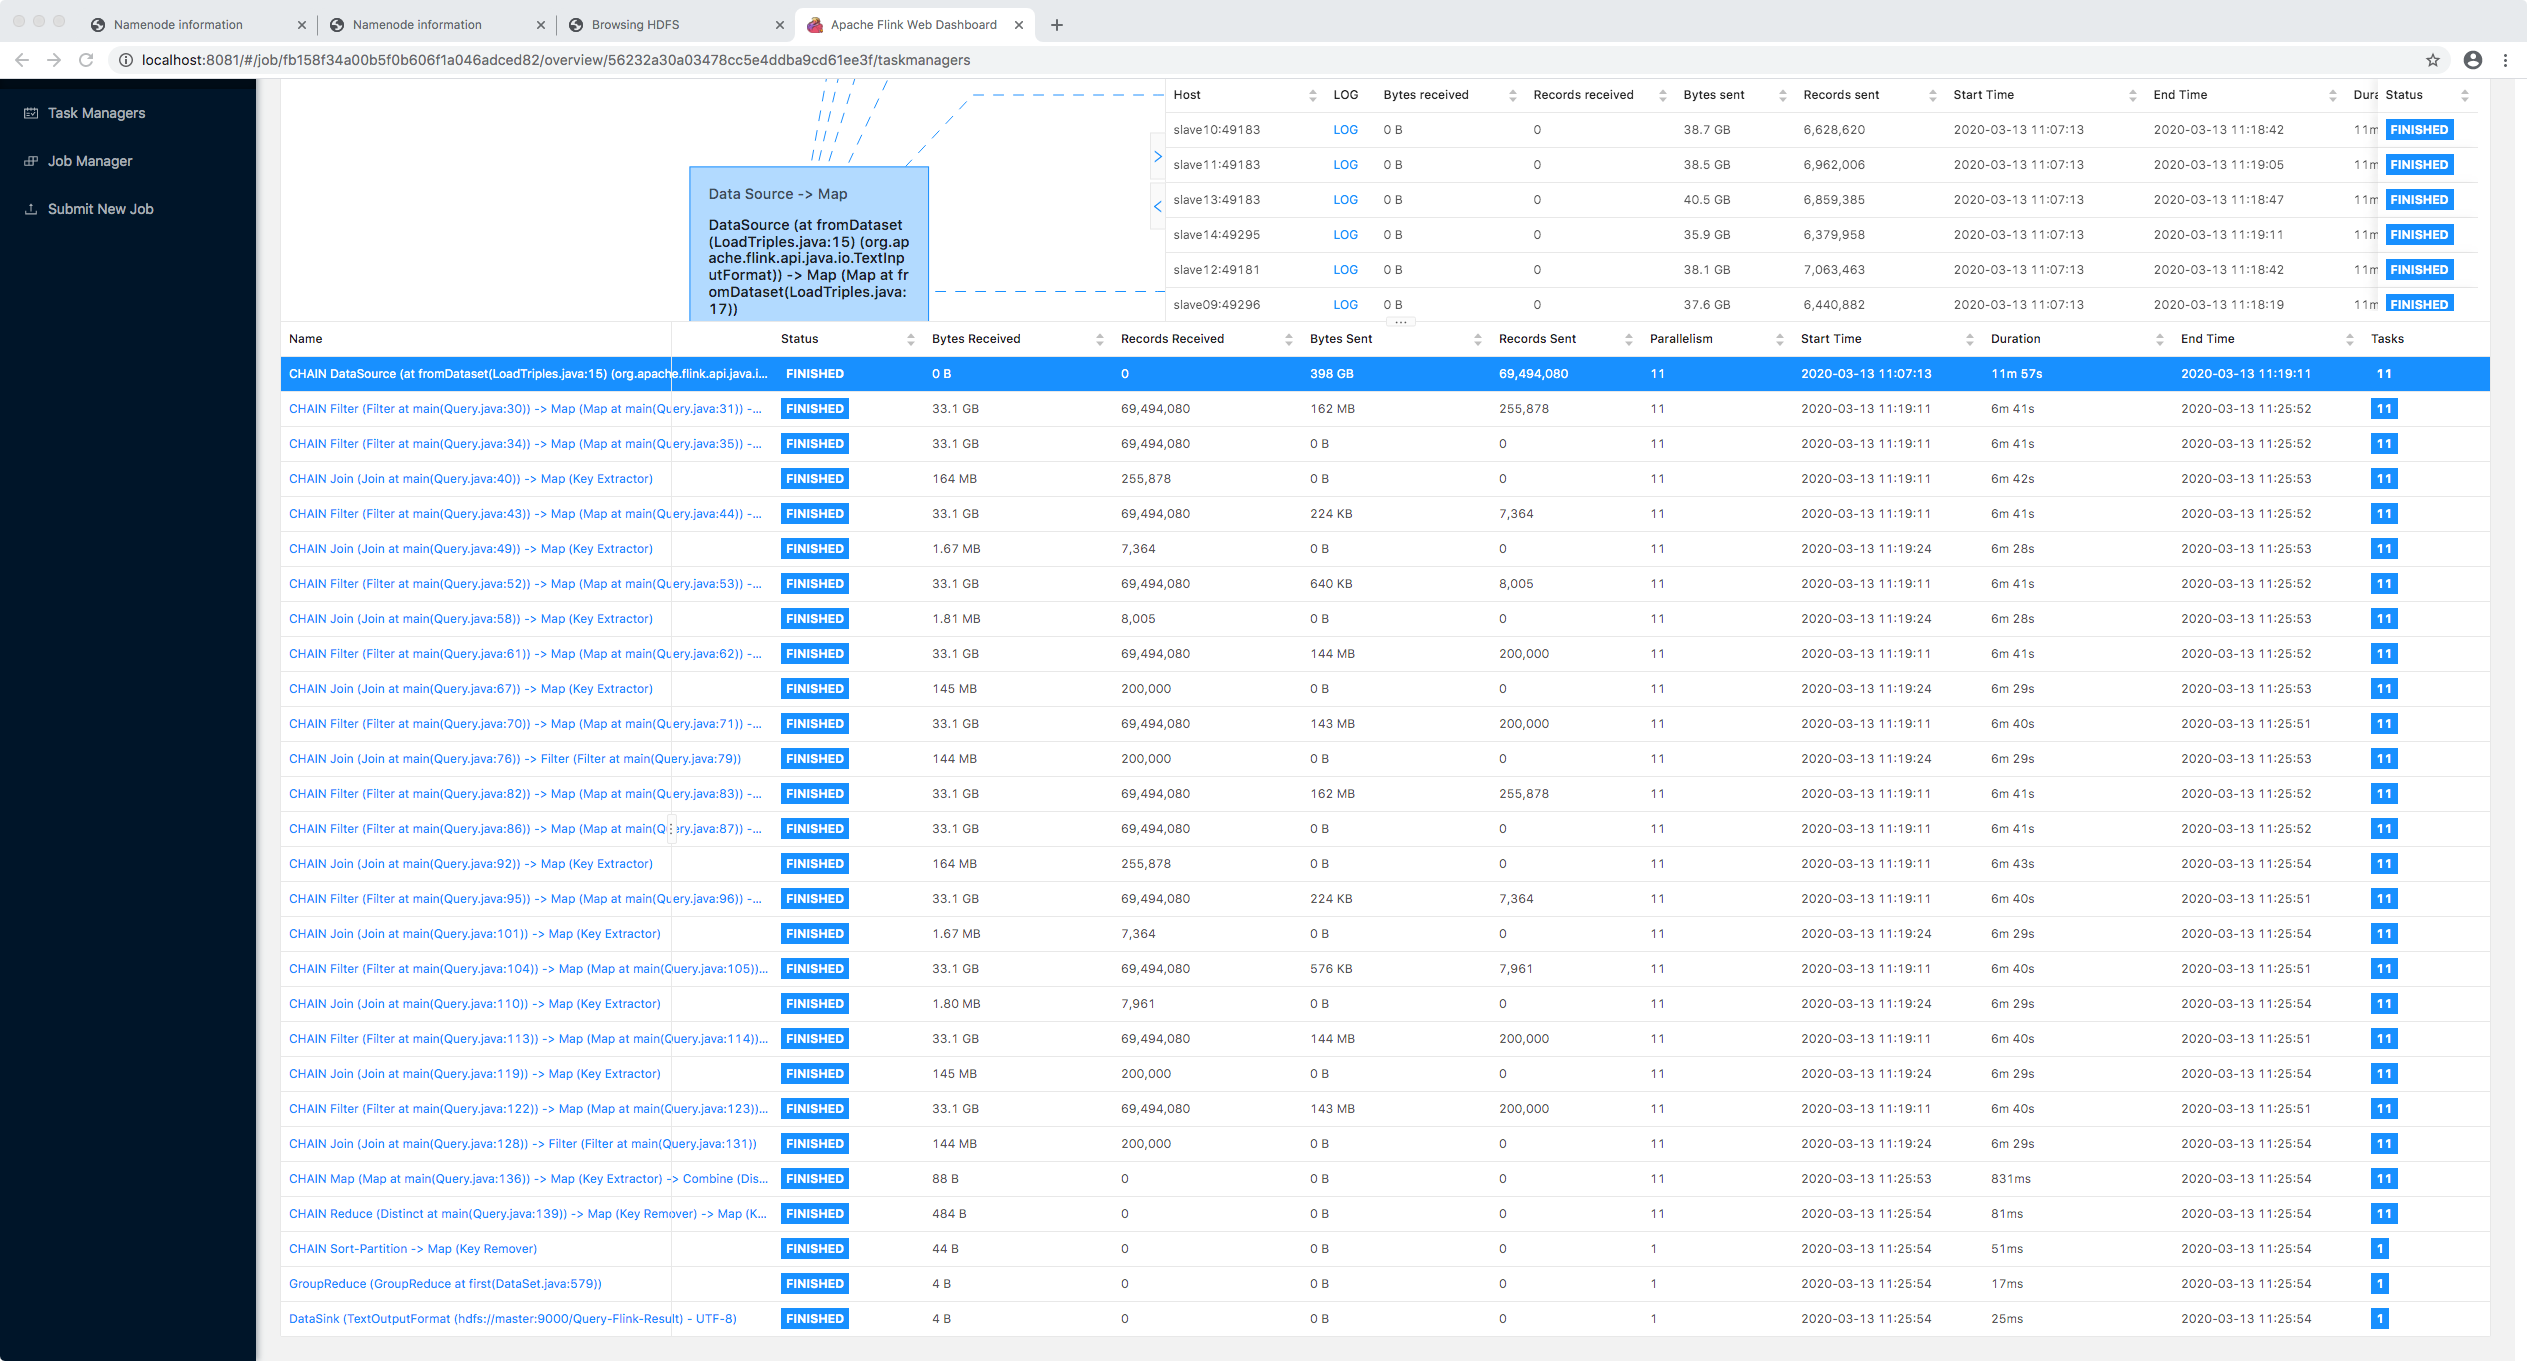 Namenode information
Namenode information
Browsing HDFS
Apache Flink Web Dashboard
localhost:8081/#/job/fb158f34a00b5f0b606f1a046adced82/overview/56232a30a03478cc5e4ddba9cd61ee3f/taskmanagers
Task Managers
Job Manager
Submit New Job
Data Source -> Map
DataSource (at fromDataset
(LoadTriples.java:15) (org.ap
ache.flink.api.java.io.TextInp
utFormat)) -> Map (Map at fr
omDataset(LoadTriples.java:
17))
Host LOG Bytes received Records received Bytes sent Records sent Start Time End Time Dura Status
slave10:49183 LOG 0 B 0 38.7 GB 6,628,620 2020-03-13 11:07:13 2020-03-13 11:18:42 11m FINISHED
slave11:49183 LOG 0 B 0 38.5 GB 6,962,006 2020-03-13 11:07:13 2020-03-13 11:19:05 11m FINISHED
slave13:49183 LOG 0 B 0 40.5 GB 6,859,385 2020-03-13 11:07:13 2020-03-13 11:18:47 11m FINISHED
slave14:49295 LOG 0 B 0 35.9 GB 6,379,958 2020-03-13 11:07:13 2020-03-13 11:19:11 11m FINISHED
slave12:49181 LOG 0 B 0 38.1 GB 7,063,463 2020-03-13 11:07:13 2020-03-13 11:18:42 11m FINISHED
slave09:49296 LOG 0 B 0 37.6 GB 6,440,882 2020-03-13 11:07:13 2020-03-13 11:18:19 11m FINISHED
Name Status Bytes Received Records Received Bytes Sent Records Sent Parallelism Start Time Duration End Time Tasks
CHAIN DataSource (at fromDataset(LoadTriples.java:15) (org.apache.flink.api.java.i... FINISHED 0 B 0 398 GB 69,494,080 11 2020-03-13 11:07:13 11m 57s 2020-03-13 11:19:11 11
CHAIN Filter (Filter at main(Query.java:30)) -> Map (Map at main(Query.java:31)) -... FINISHED 33.1 GB 69,494,080 162 MB 255,878 11 2020-03-13 11:19:11 6m 41s 2020-03-13 11:25:52 11
CHAIN Filter (Filter at main(Query.java:34)) -> Map (Map at main(Query.java:35)) -... FINISHED 33.1 GB 69,494,080 0 B 0 11 2020-03-13 11:19:11 6m 41s 2020-03-13 11:25:52 11
CHAIN Join (Join at main(Query.java:40)) -> Map (Key Extractor) FINISHED 164 MB 255,878 0 B 0 11 2020-03-13 11:19:11 6m 42s 2020-03-13 11:25:53 11
CHAIN Filter (Filter at main(Query.java:43)) -> Map (Map at main(Query.java:44)) -... FINISHED 33.1 GB 69,494,080 224 KB 7,364 11 2020-03-13 11:19:11 6m 41s 2020-03-13 11:25:52 11
CHAIN Join (Join at main(Query.java:49)) -> Map (Key Extractor) FINISHED 1.67 MB 7,364 0 B 0 11 2020-03-13 11:19:24 6m 28s 2020-03-13 11:25:53 11
CHAIN Filter (Filter at main(Query.java:52)) -> Map (Map at main(Query.java:53)) -... FINISHED 33.1 GB 69,494,080 640 KB 8,005 11 2020-03-13 11:19:11 6m 41s 2020-03-13 11:25:52 11
CHAIN Join (Join at main(Query.java:58)) -> Map (Key Extractor) FINISHED 1.81 MB 8,005 0 B 0 11 2020-03-13 11:19:24 6m 28s 2020-03-13 11:25:53 11
CHAIN Filter (Filter at main(Query.java:61)) -> Map (Map at main(Query.java:62)) -... FINISHED 33.1 GB 69,494,080 144 MB 200,000 11 2020-03-13 11:19:11 6m 41s 2020-03-13 11:25:52 11
CHAIN Join (Join at main(Query.java:67)) -> Map (Key Extractor) FINISHED 145 MB 200,000 0 B 0 11 2020-03-13 11:19:24 6m 29s 2020-03-13 11:25:53 11
CHAIN Filter (Filter at main(Query.java:70)) -> Map (Map at main(Query.java:71)) -... FINISHED 33.1 GB 69,494,080 143 MB 200,000 11 2020-03-13 11:19:11 6m 40s 2020-03-13 11:25:51 11
CHAIN Join (Join at main(Query.java:76)) -> Filter (Filter at main(Query.java:79)) FINISHED 144 MB 200,000 0 B 0 11 2020-03-13 11:19:24 6m 29s 2020-03-13 11:25:53 11
CHAIN Filter (Filter at main(Query.java:82)) -> Map (Map at main(Query.java:83)) -... FINISHED 33.1 GB 69,494,080 162 MB 255,878 11 2020-03-13 11:19:11 6m 41s 2020-03-13 11:25:52 11
CHAIN Filter (Filter at main(Query.java:86)) -> Map (Map at main(Query.java:87)) -... FINISHED 33.1 GB 69,494,080 0 B 0 11 2020-03-13 11:19:11 6m 41s 2020-03-13 11:25:52 11
CHAIN Join (Join at main(Query.java:92)) -> Map (Key Extractor) FINISHED 164 MB 255,878 0 B 0 11 2020-03-13 11:19:11 6m 43s 2020-03-13 11:25:54 11
CHAIN Filter (Filter at main(Query.java:95)) -> Map (Map at main(Query.java:96)) -... FINISHED 33.1 GB 69,494,080 224 KB 7,364 11 2020-03-13 11:19:11 6m 40s 2020-03-13 11:25:51 11
CHAIN Join (Join at main(Query.java:101)) -> Map (Key Extractor) FINISHED 1.67 MB 7,364 0 B 0 11 2020-03-13 11:19:24 6m 29s 2020-03-13 11:25:54 11
CHAIN Filter (Filter at main(Query.java:104)) -> Map (Map at main(Query.java:105))... FINISHED 33.1 GB 69,494,080 576 KB 7,961 11 2020-03-13 11:19:11 6m 40s 2020-03-13 11:25:51 11
CHAIN Join (Join at main(Query.java:110)) -> Map (Key Extractor) FINISHED 1.80 MB 7,961 0 B 0 11 2020-03-13 11:19:24 6m 29s 2020-03-13 11:25:54 11
CHAIN Filter (Filter at main(Query.java:113)) -> Map (Map at main(Query.java:114))... FINISHED 33.1 GB 69,494,080 144 MB 200,000 11 2020-03-13 11:19:11 6m 40s 2020-03-13 11:25:51 11
CHAIN Join (Join at main(Query.java:119)) -> Map (Key Extractor) FINISHED 145 MB 200,000 0 B 0 11 2020-03-13 11:19:24 6m 29s 2020-03-13 11:25:54 11
CHAIN Filter (Filter at main(Query.java:122)) -> Map (Map at main(Query.java:123))... FINISHED 33.1 GB 69,494,080 143 MB 200,000 11 2020-03-13 11:19:11 6m 40s 2020-03-13 11:25:51 11
CHAIN Join (Join at main(Query.java:128)) -> Filter (Filter at main(Query.java:131)) FINISHED 144 MB 200,000 0 B 0 11 2020-03-13 11:19:24 6m 29s 2020-03-13 11:25:54 11
CHAIN Map (Map at main(Query.java:136)) -> Map (Key Extractor) -> Combine (Dis... FINISHED 88 B 0 0 B 0 11 2020-03-13 11:25:53 831ms 2020-03-13 11:25:54 11
CHAIN Reduce (Distinct at main(Query.java:139)) -> Map (Key Remover) -> Map (K... FINISHED 484 B 0 0 B 0 11 2020-03-13 11:25:54 81ms 2020-03-13 11:25:54 11
CHAIN Sort-Partition -> Map (Key Remover) FINISHED 44 B 0 0 B 0 1 2020-03-13 11:25:54 51ms 2020-03-13 11:25:54 1
GroupReduce (GroupReduce at first(DataSet.java:579)) FINISHED 4 B 0 0 B 0 1 2020-03-13 11:25:54 17ms 2020-03-13 11:25:54 1
DataSink (TextOutputFormat (hdfs://master:9000/Query-Flink-Result) - UTF-8) FINISHED 4 B 0 0 B 0 1 2020-03-13 11:25:54 25ms 2020-03-13 11:25:54 1